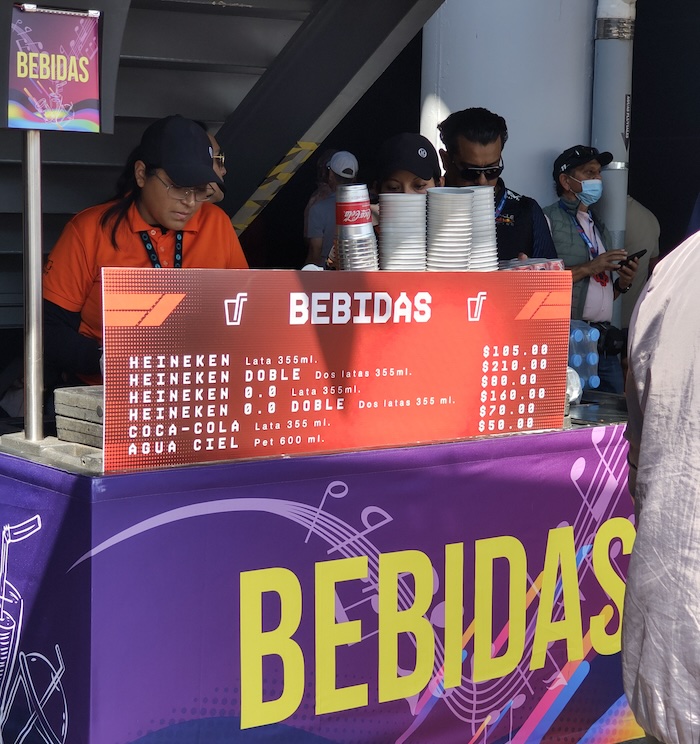 BEBIDAS
Coca-Cola
BEBIDAS
HEINEKEN Lata 355ml. $105.00
HEINEKEN DOBLE Dos latas 355ml. $210.00
HEINEKEN 0.0 Lata 355ml. $80.00
HEINEKEN 0.0 DOBLE Dos latas 355 ml. $160.00
COCA-COLA Lata 355 ml. $70.00
AGUA CIEL Pet 600 ml. $50.00
BEBIDAS